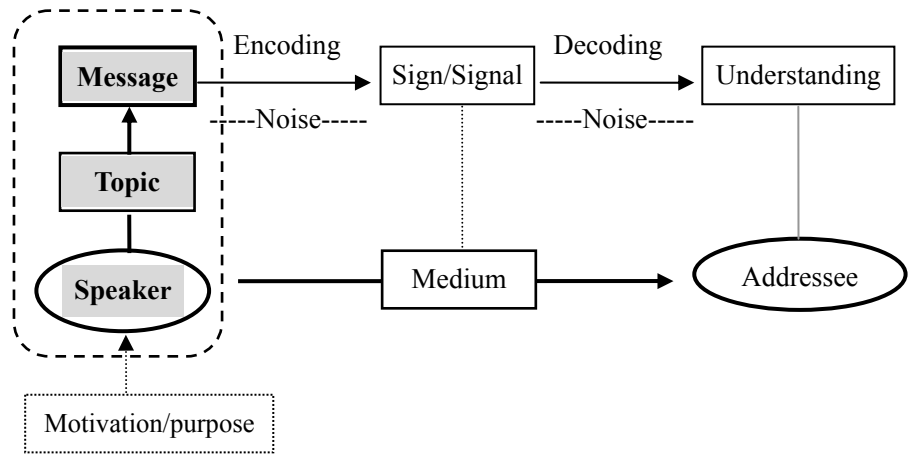 Encoding
Decoding
Message
Sign/Signal
Understanding
-----Noise-----
-----Noise-----
Topic
Speaker
Medium
Addressee
Motivation/purpose